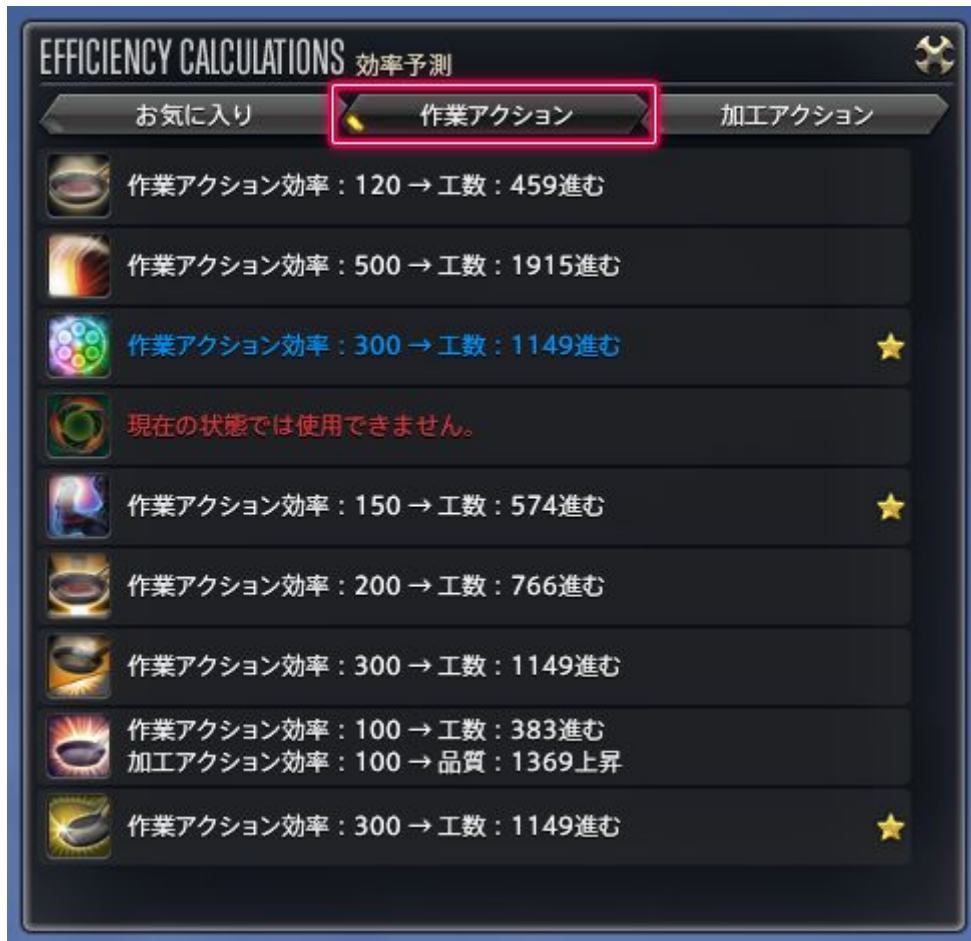 EFFICIENCY CALCULATIONS 効率予測
お気に入り 作業アクション 加工アクション
作業アクション効率：120 → 工数：459進む
作業アクション効率：500 → 工数：1915進む
作業アクション効率：300 → 工数：1149進む
現在の状態では使用できません。
作業アクション効率：150 → 工数：574進む
作業アクション効率：200 → 工数：766進む
作業アクション効率：300 → 工数：1149進む
作業アクション効率：100 → 工数：383進む
加工アクション効率：100 → 品質：1369上昇
作業アクション効率：300 → 工数：1149進む